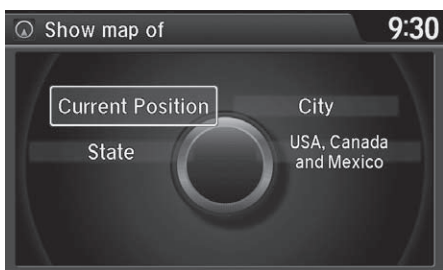 Show map of
9:30
Current Position
City
State
USA, Canada
and Mexico